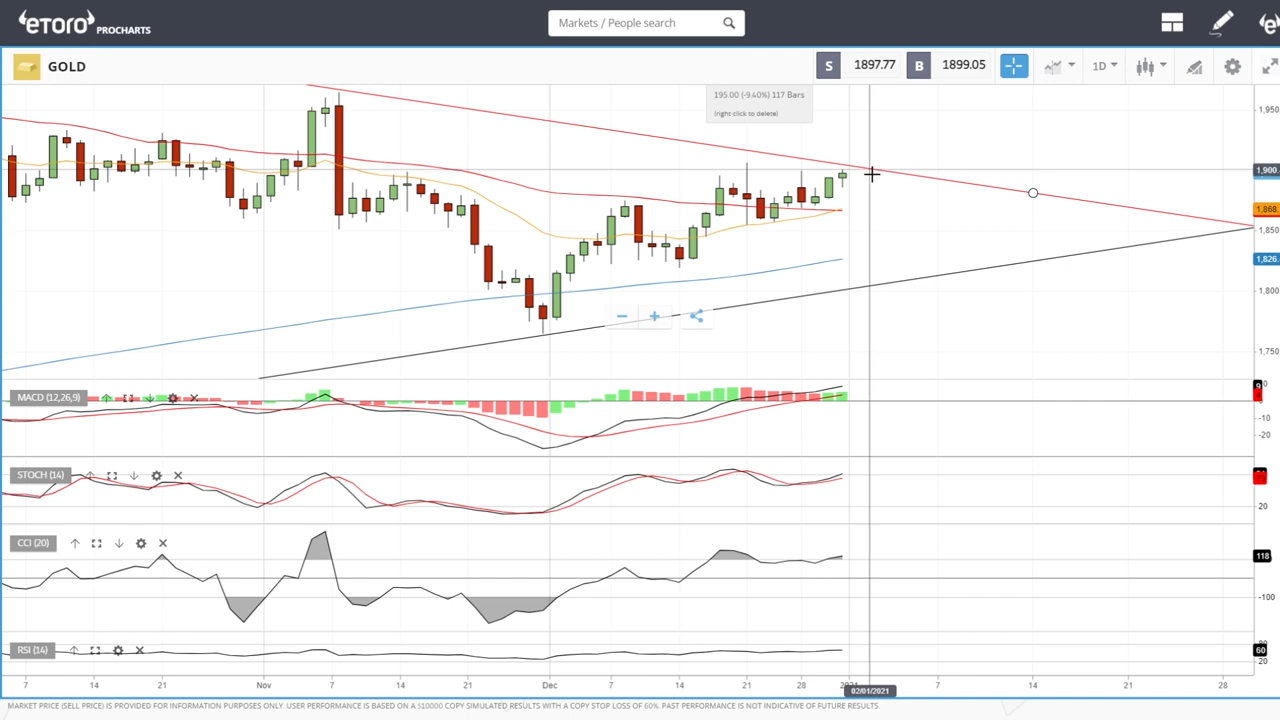 eToro PROCHARTS
Markets / People search
GOLD
S 1897.77 B 1899.05
1D
195.00 (-9.40%) 117 Bars
(right click to delete)
1,950
1,900
1,868
1,850
1,826
1,800
1,750
MACD (12,26,9)
-10
-20
STOCH (14)
20
CCI (20)
118
-100
RSI (14)
80
60
20
7 14 21 Nov 7 14 21 Dec 7 14 21 28 7 14 21 28
02/01/2021
MARKET PRICE (SELL PRICE) IS PROVIDED FOR INFORMATION PURPOSES ONLY. USER PERFORMANCE IS BASED ON A $10000 COPY SIMULATED RESULTS WITH A COPY STOP LOSS OF 60%. PAST PERFORMANCE IS NOT INDICATIVE OF FUTURE RESULTS.